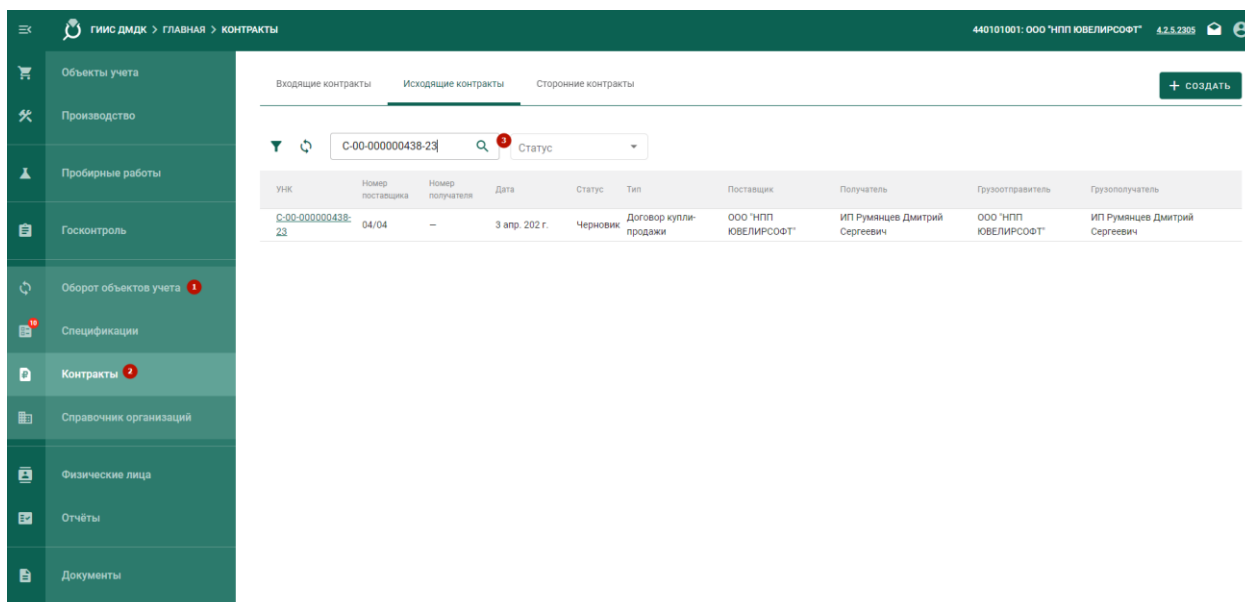 ГИИС ДМДК > ГЛАВНАЯ > КОНТРАКТЫ
440101001: ООО "НПП ЮВЕЛИРСОФТ"
4.2.5.2305
Объекты учета
Производство
Пробирные работы
Госконтроль
Оборот объектов учета 1
10
Спецификации
Контракты 2
Справочник организаций
Физические лица
Отчёты
Документы
Входящие контракты
Исходящие контракты
Сторонние контракты
+ СОЗДАТЬ
С-00-000000438-23
3
Статус
УНК
Номер
поставщика
Номер
получателя
Дата
Статус
Тип
Поставщик
Получатель
Грузоотправитель
Грузополучатель
С-00-000000438-
23
04/04
–
3 апр. 202 г.
Черновик
Договор купли-
продажи
ООО "НПП
ЮВЕЛИРСОФТ"
ИП Румянцев Дмитрий
Сергеевич
ООО "НПП
ЮВЕЛИРСОФТ"
ИП Румянцев Дмитрий
Сергеевич